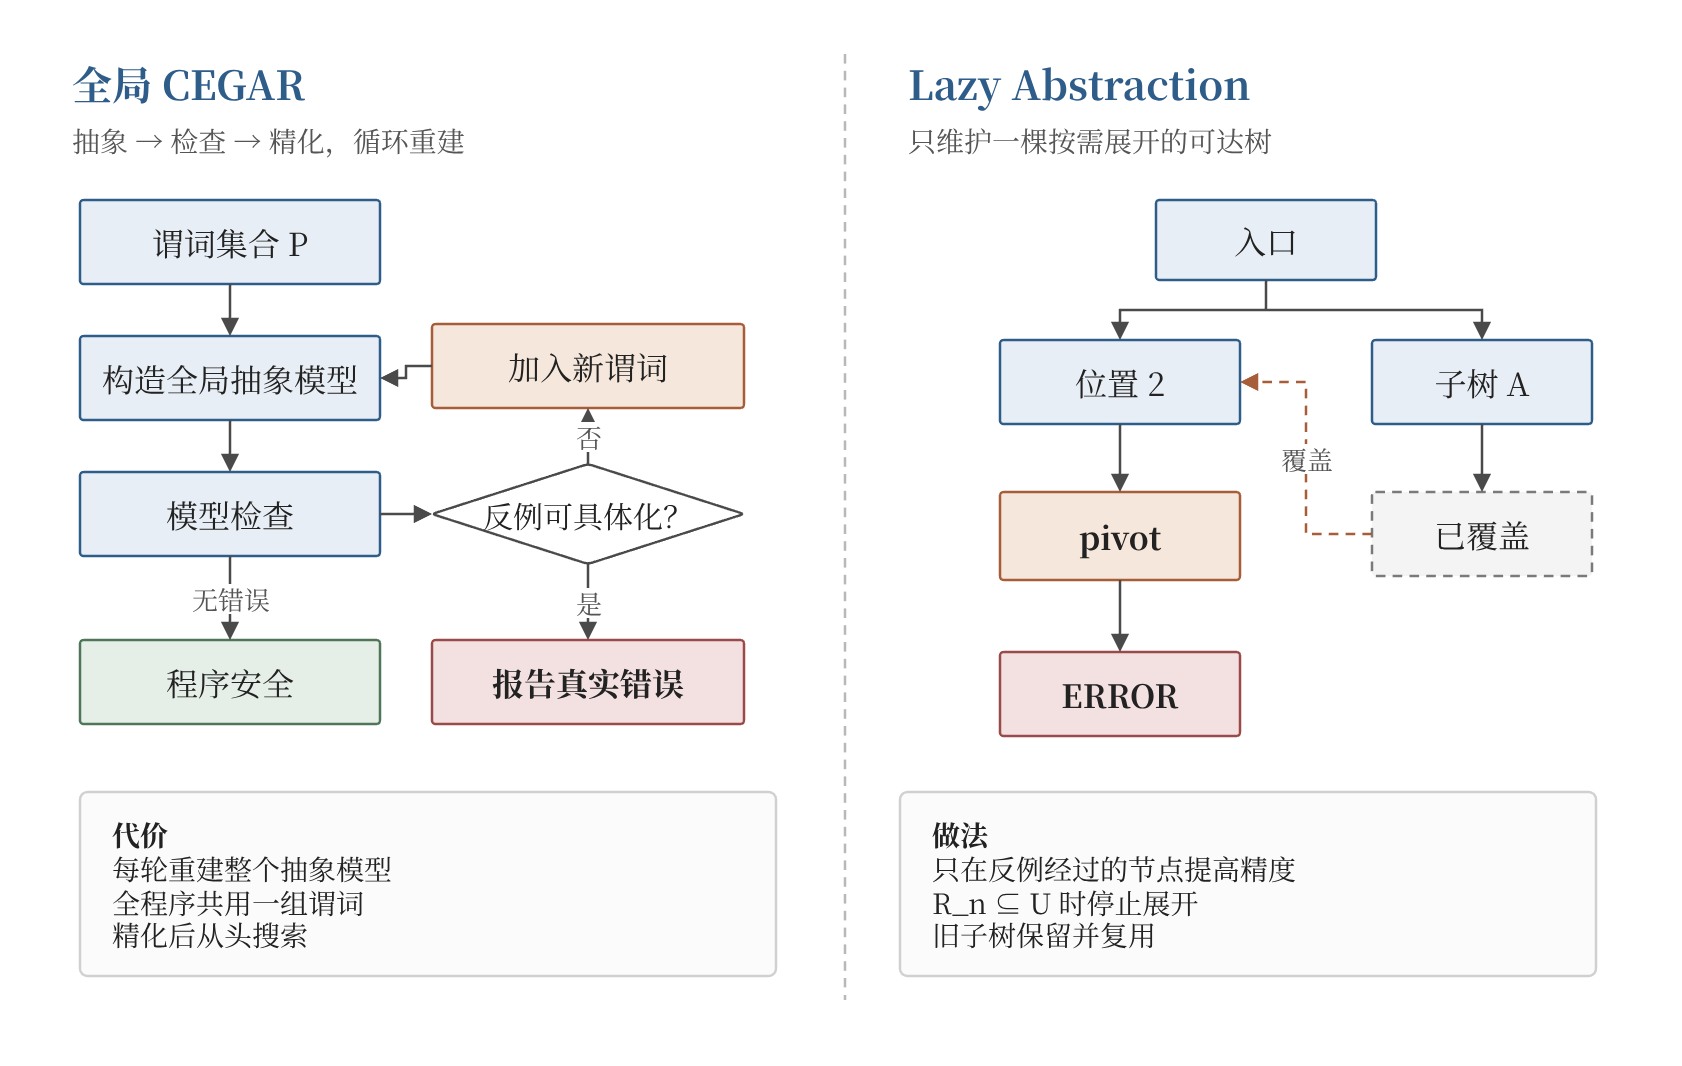 全局 CEGAR
抽象 → 检查 → 精化，循环重建
谓词集合 P
构造全局抽象模型
加入新谓词
否
模型检查
反例可具体化？
无错误
是
程序安全
报告真实错误
代价
每轮重建整个抽象模型
全程序共用一组谓词
精化后从头搜索
Lazy Abstraction
只维护一棵按需展开的可达树
入口
位置 2
子树 A
覆盖
pivot
已覆盖
ERROR
做法
只在反例经过的节点提高精度
R_n ⊆ U 时停止展开
旧子树保留并复用